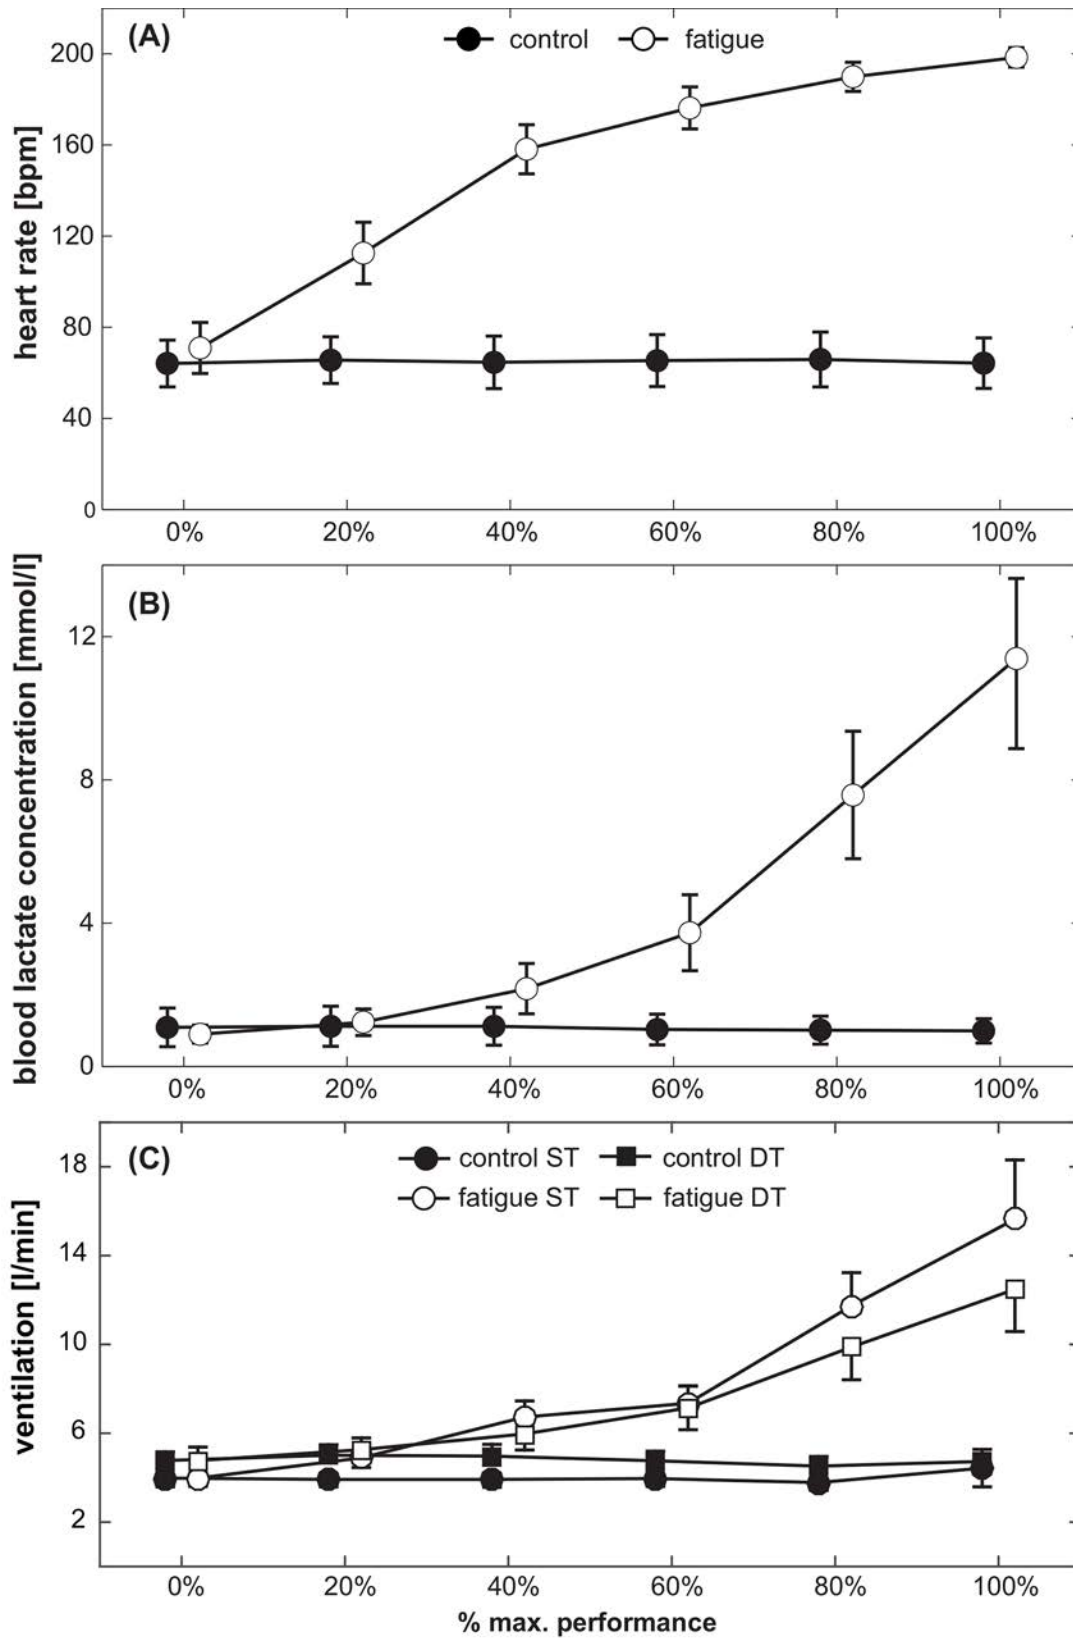 (A)
control
fatigue
heart rate [bpm]
200
160
120
80
40
0
0% 20% 40% 60% 80% 100%
(B)
blood lactate concentration [mmol/l]
12
8
4
0
0% 20% 40% 60% 80% 100%
(C)
control ST control DT
fatigue ST fatigue DT
ventilation [l/min]
18
14
10
6
2
0% 20% 40% 60% 80% 100%
% max. performance